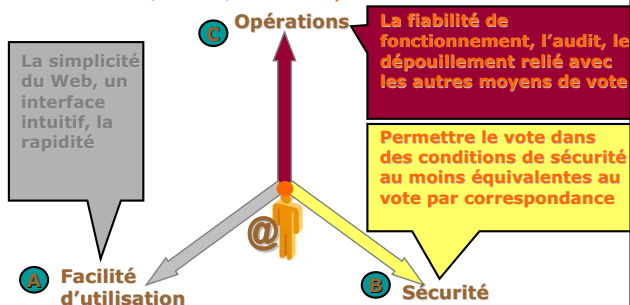 C Opérations
La fiabilité de
fonctionnement, l'audit, le
dépouillement relié avec
les autres moyens de vote
La simplicité
du Web, un
interface
intuitif, la
rapidité
Permettre le vote dans
des conditions de sécurité
au moins équivalentes au
vote par correspondance
@
A Facilité
d'utilisation
B Sécurité